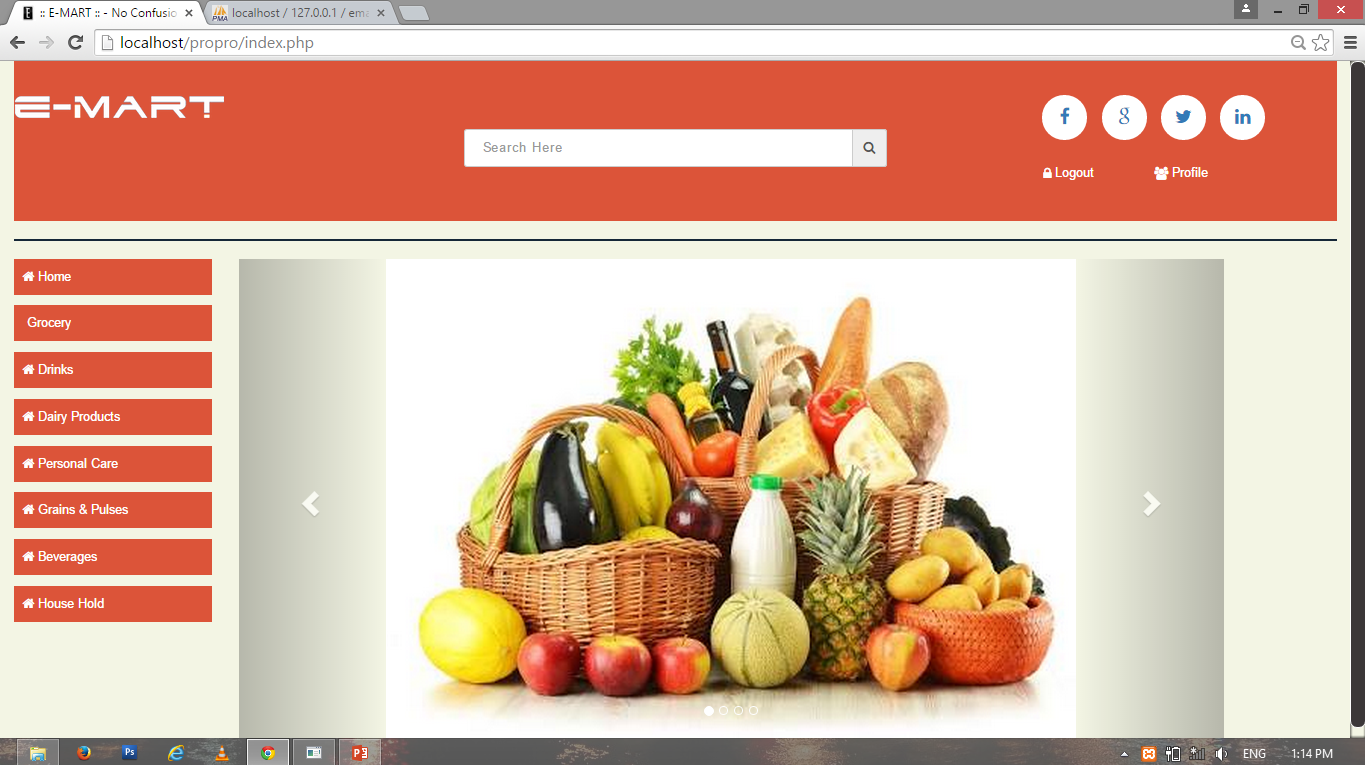 :: E-MART :: - No Confusio
localhost / 127.0.0.1 / ema
localhost/propro/index.php
E-MART
Search Here
Logout
Profile
Home
Grocery
Drinks
Dairy Products
Personal Care
Grains & Pulses
Beverages
House Hold
ENG
1:14 PM